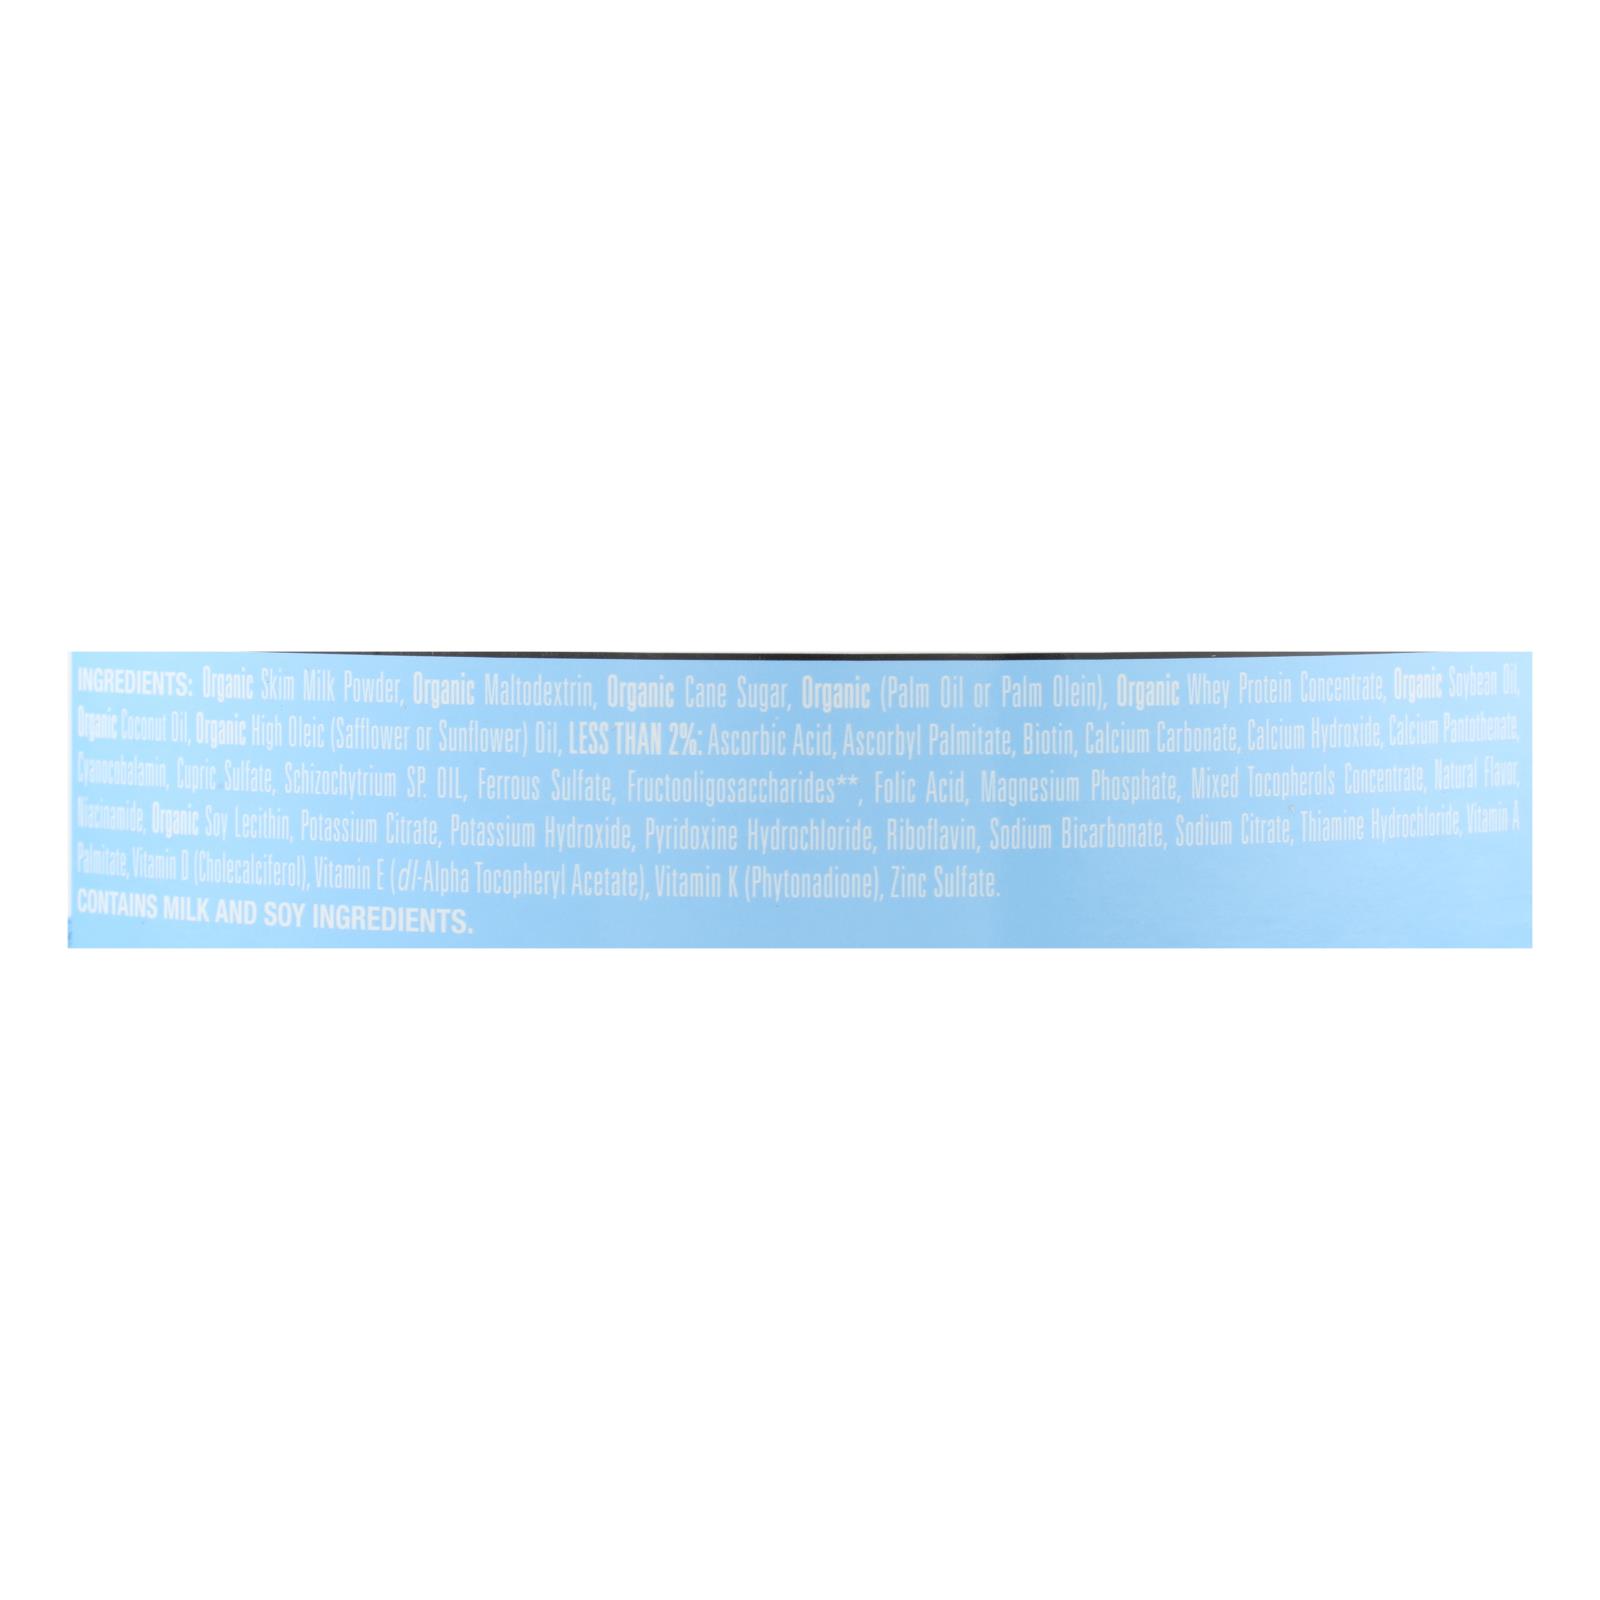 INGREDIENTS: Organic Skim Milk Powder, Organic Maltodextrin, Organic Cane Sugar, Organic (Palm Oil or Palm Olein), Organic Whey Protein Concentrate, Organic Soybean Oil,
Organic Coconut Oil, Organic High Oleic (Safflower or Sunflower) Oil, LESS THAN 2%: Ascorbic Acid, Ascorbyl Palmitate, Biotin, Calcium Carbonate, Calcium Hydroxide, Calcium Pantothenate,
Cyanocobalamin, Cupric Sulfate, Schizochytrium SP. OIL, Ferrous Sulfate, Fructooligosaccharides**, Folic Acid, Magnesium Phosphate, Mixed Tocopherols Concentrate, Natural Flavor,
Niacinamide, Organic Soy Lecithin, Potassium Citrate, Potassium Hydroxide, Pyridoxine Hydrochloride, Riboflavin, Sodium Bicarbonate, Sodium Citrate, Thiamine Hydrochloride, Vitamin A
Palmitate, Vitamin D (Cholecalciferol), Vitamin E (dl-Alpha Tocopheryl Acetate), Vitamin K (Phytonadione), Zinc Sulfate.
CONTAINS MILK AND SOY INGREDIENTS.